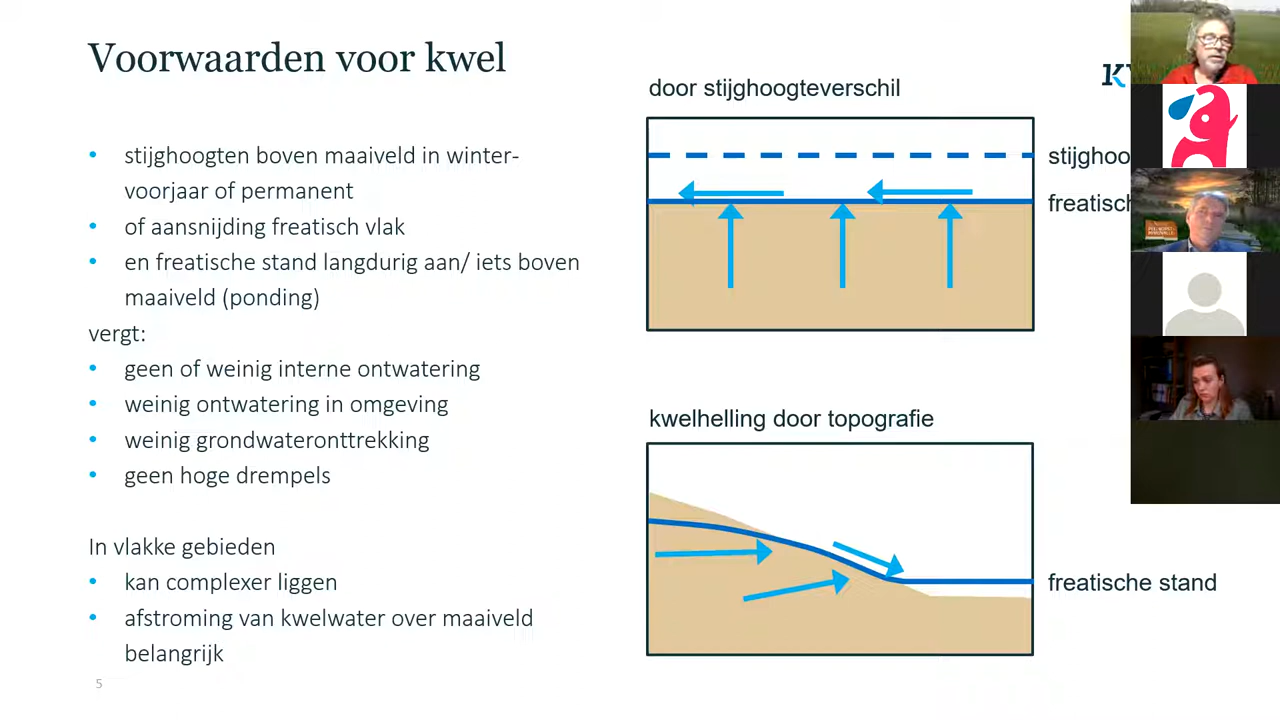 Voorwaarden voor kwel
• stijghoogten boven maaiveld in winter-
voorjaar of permanent
• of aansnijding freatisch vlak
• en freatische stand langdurig aan/ iets boven
maaiveld (ponding)
vergt:
• geen of weinig interne ontwatering
• weinig ontwatering in omgeving
• weinig grondwateronttrekking
• geen hoge drempels
In vlakke gebieden
• kan complexer liggen
• afstroming van kwelwater over maaiveld
belangrijk
5
door stijghoogteverschil
stijghoo
freatisch
kwelhelling door topografie
freatische stand